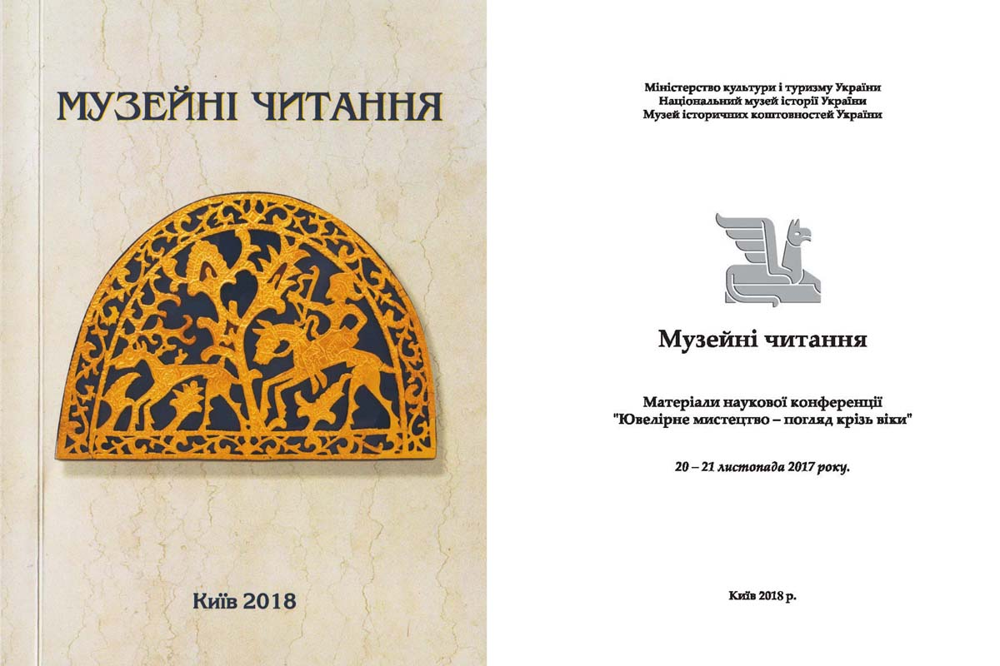 МУЗЕЙНІ ЧИТАННЯ
Київ 2018
Міністерство культури і туризму України
Національний музей історії України
Музей історичних коштовностей України
Музейні читання
Матеріали наукової конференції
"Ювелірне мистецтво – погляд крізь віки"
20 – 21 листопада 2017 року.
Київ 2018 р.